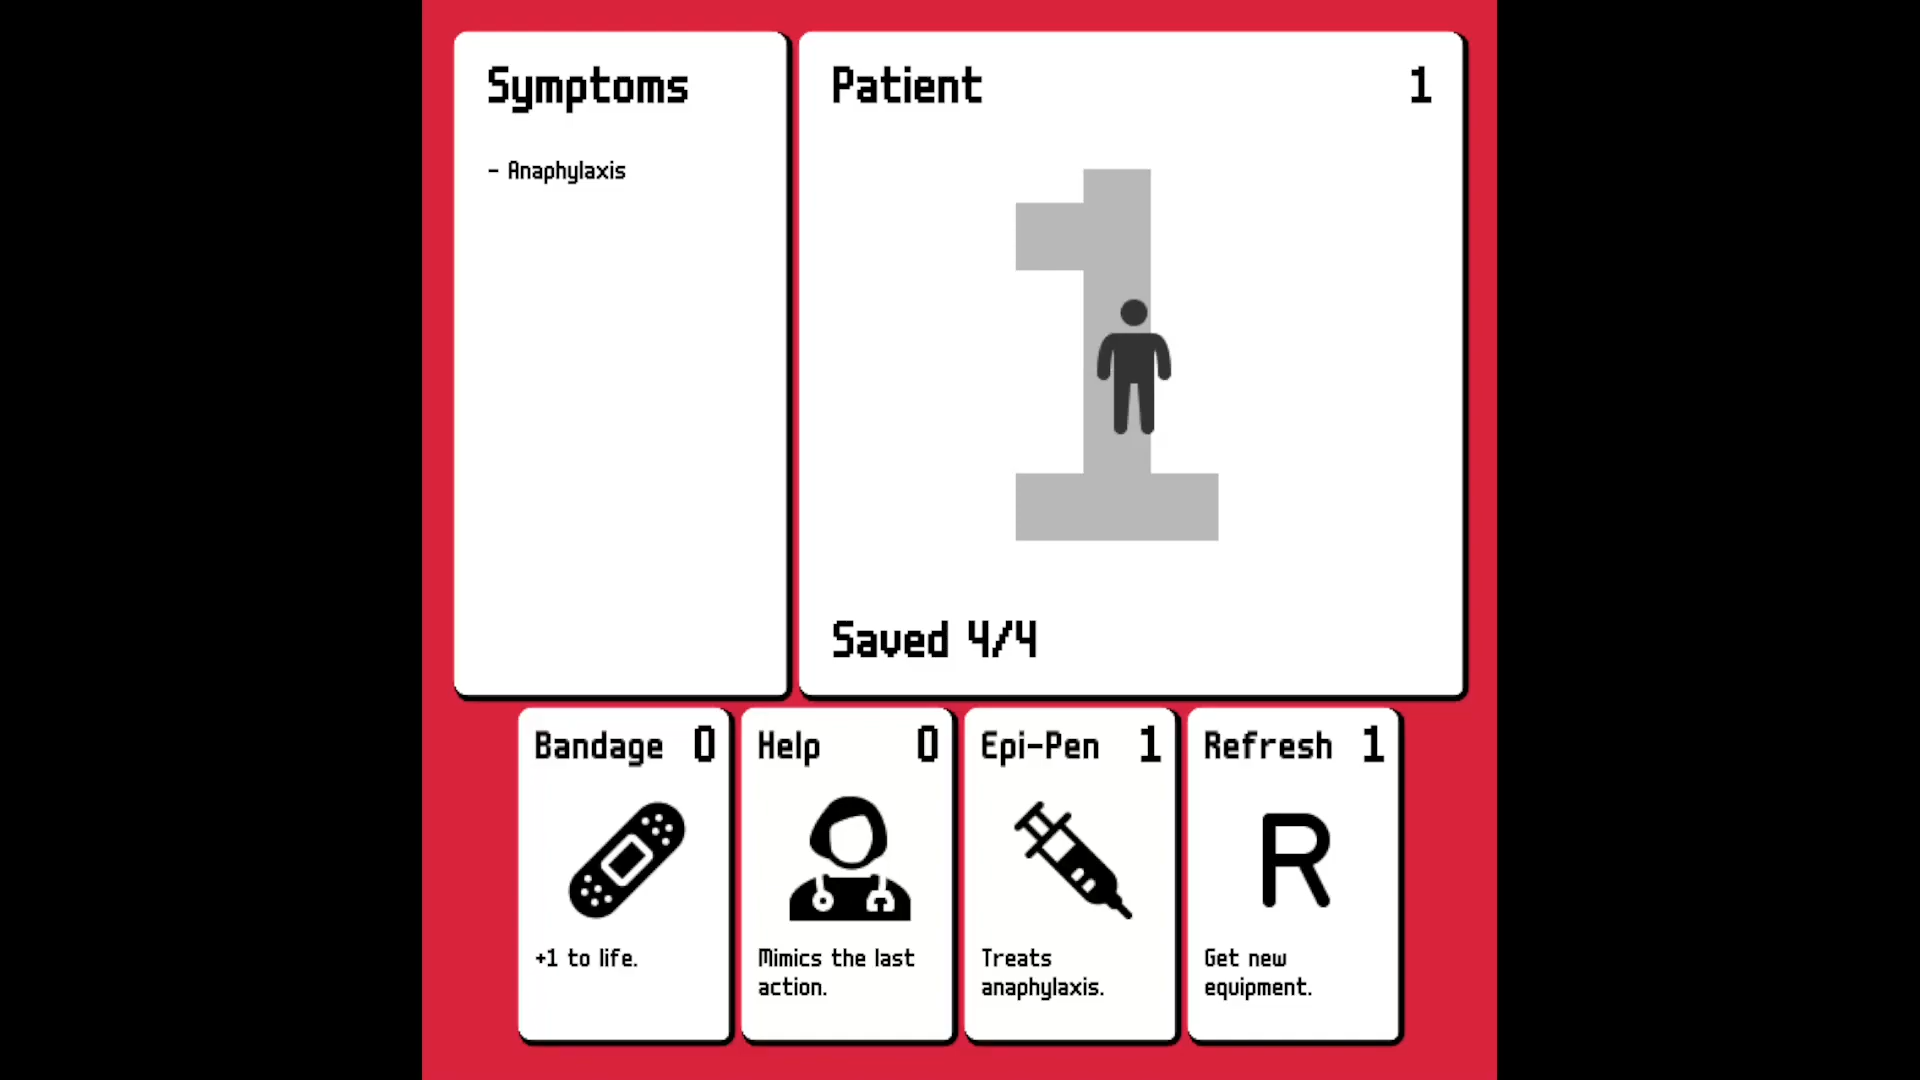 Symptoms
- Anaphylaxis
Patient 1
1
Saved 4/4
Bandage 0
+1 to life.
Help 0
Mimics the last
action.
Epi-Pen 1
Treats
anaphylaxis.
Refresh 1
R
Get new
equipment.